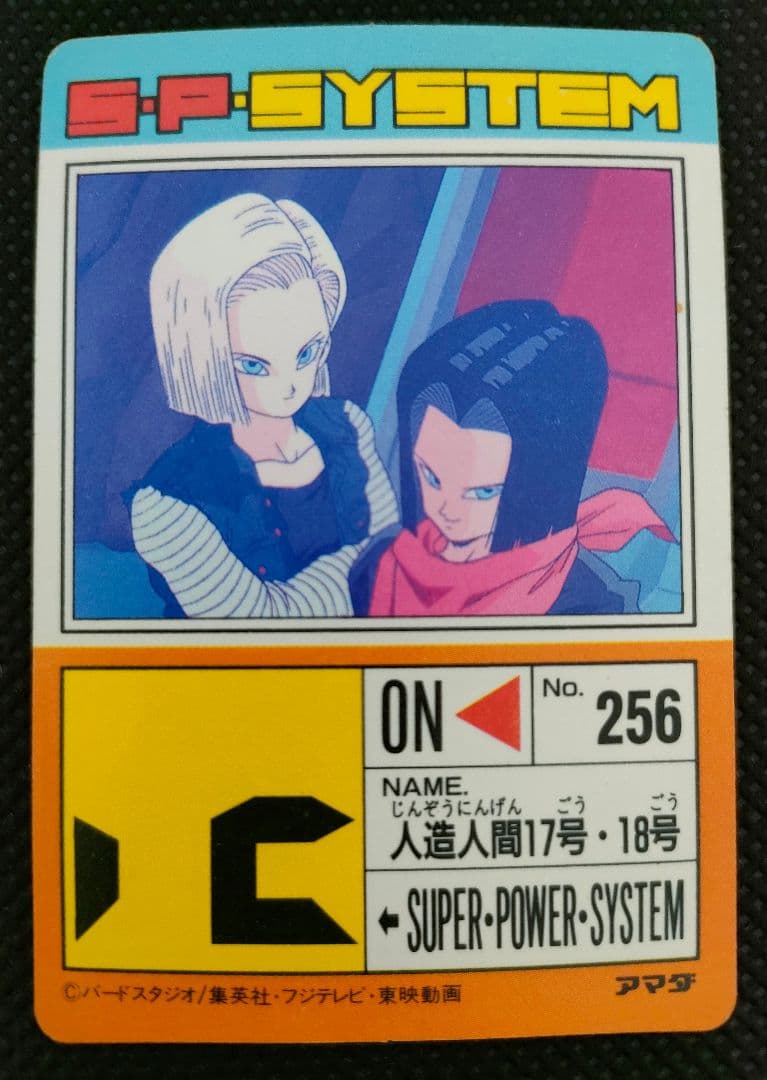 S・P・SYSTEM
ON
No. 256
NAME.
じんぞうにんげん ごう ごう
人造人間17号・18号
SUPER・POWER・SYSTEM
©バードスタジオ/集英社・フジテレビ・東映動画
アマダ